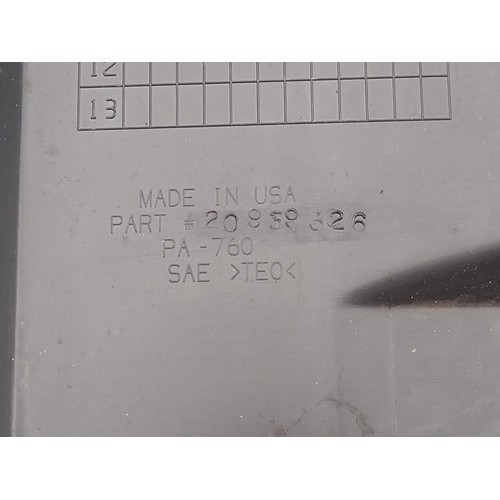 12
13
MADE IN USA
PART # 20959326
PA-760
SAE >TEO<